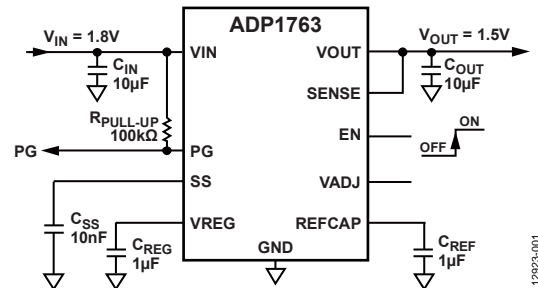 ADP1763
VIN = 1.8V
VIN
VOUT
VOUT = 1.5V
CIN
10µF
COUT
10µF
SENSE
RPULL-UP
100kΩ
EN
ON
OFF
PG
PG
SS
VADJ
CSS
10nF
VREG
REFCAP
CREG
1µF
GND
CREF
1µF
12923-001